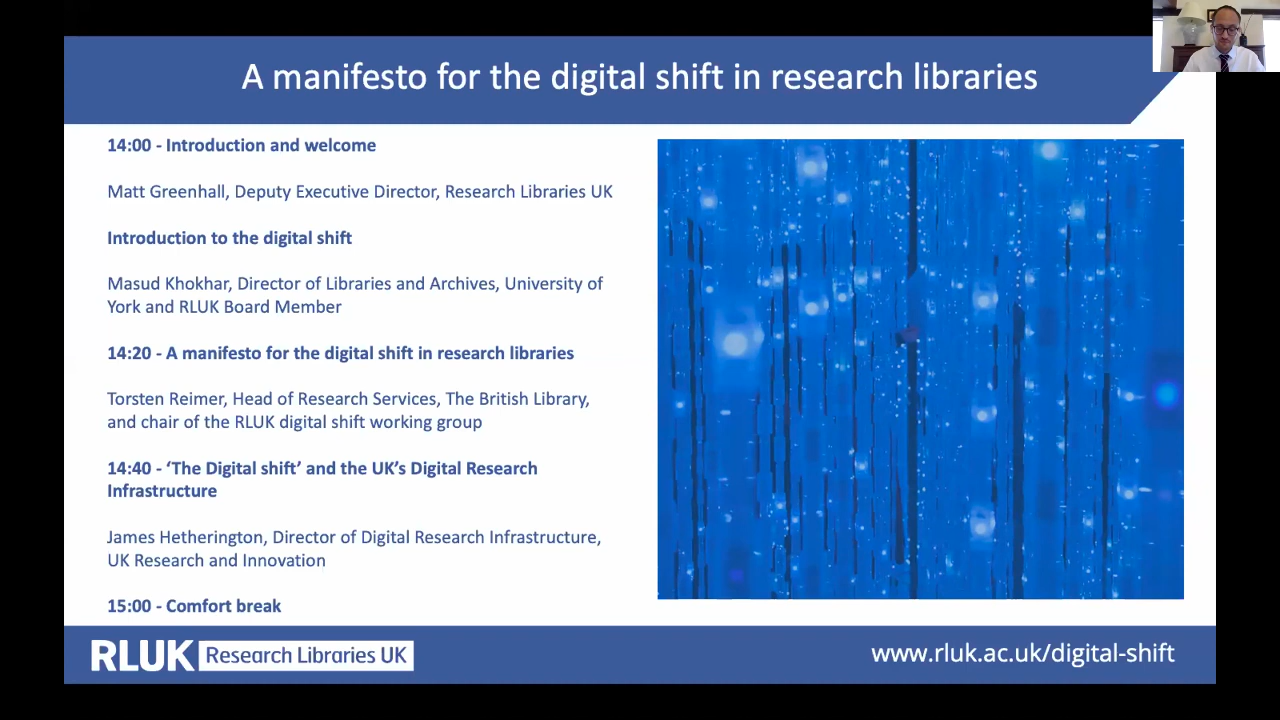 A manifesto for the digital shift in research libraries
14:00 - Introduction and welcome
Matt Greenhall, Deputy Executive Director, Research Libraries UK
Introduction to the digital shift
Masud Khokhar, Director of Libraries and Archives, University of
York and RLUK Board Member
14:20 - A manifesto for the digital shift in research libraries
Torsten Reimer, Head of Research Services, The British Library,
and chair of the RLUK digital shift working group
14:40 - ‘The Digital shift’ and the UK’s Digital Research
Infrastructure
James Hetherington, Director of Digital Research Infrastructure,
UK Research and Innovation
15:00 - Comfort break
RLUK Research Libraries UK
www.rluk.ac.uk/digital-shift